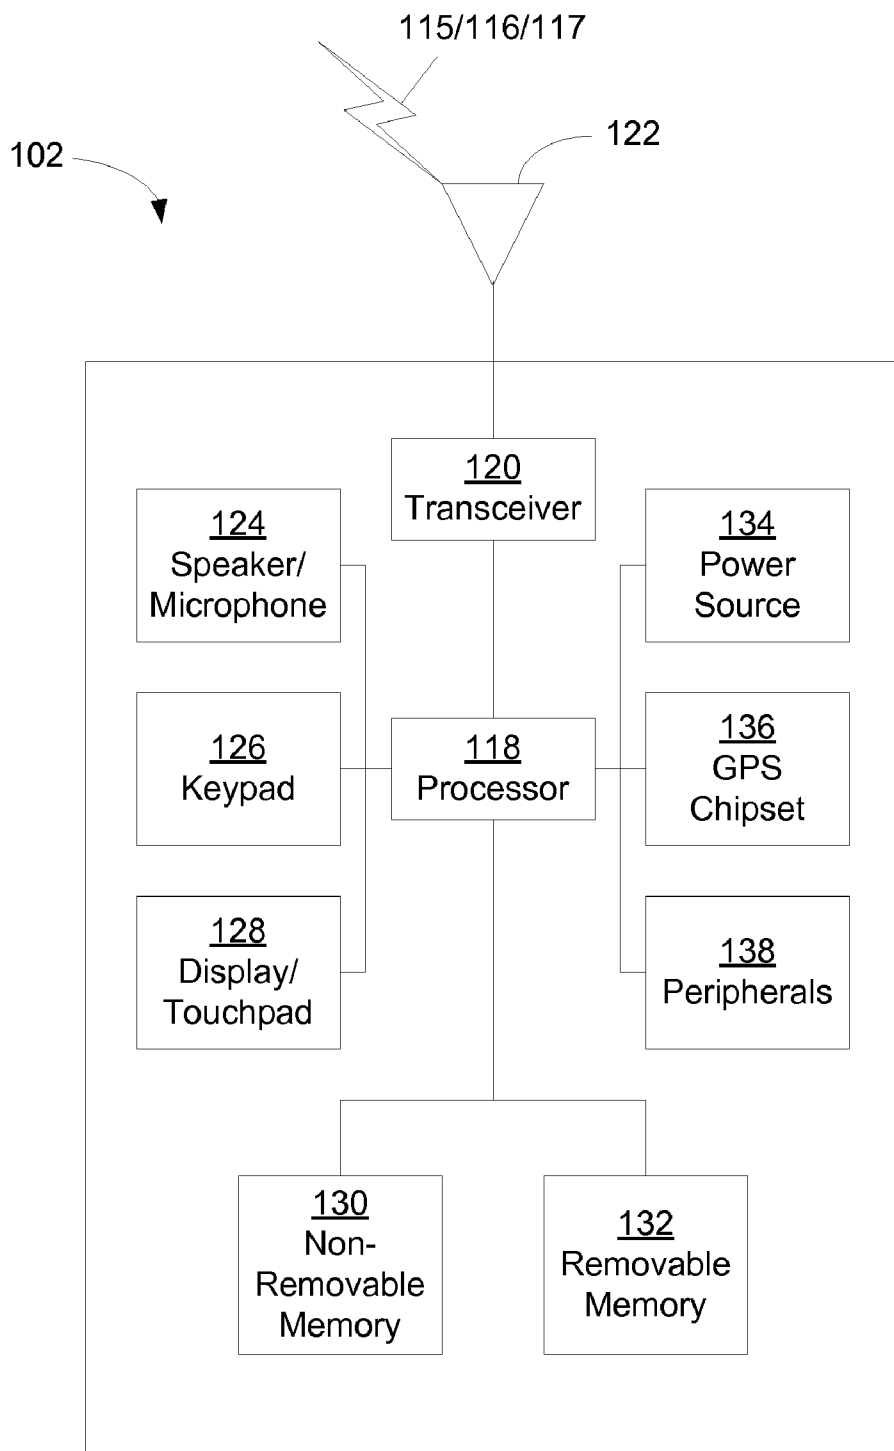 115/116/117
122
102
120
Transceiver
124
Speaker/
Microphone
134
Power
Source
126
Keypad
118
Processor
136
GPS
Chipset
128
Display/
Touchpad
138
Peripherals
130
Non-
Removable
Memory
132
Removable
Memory